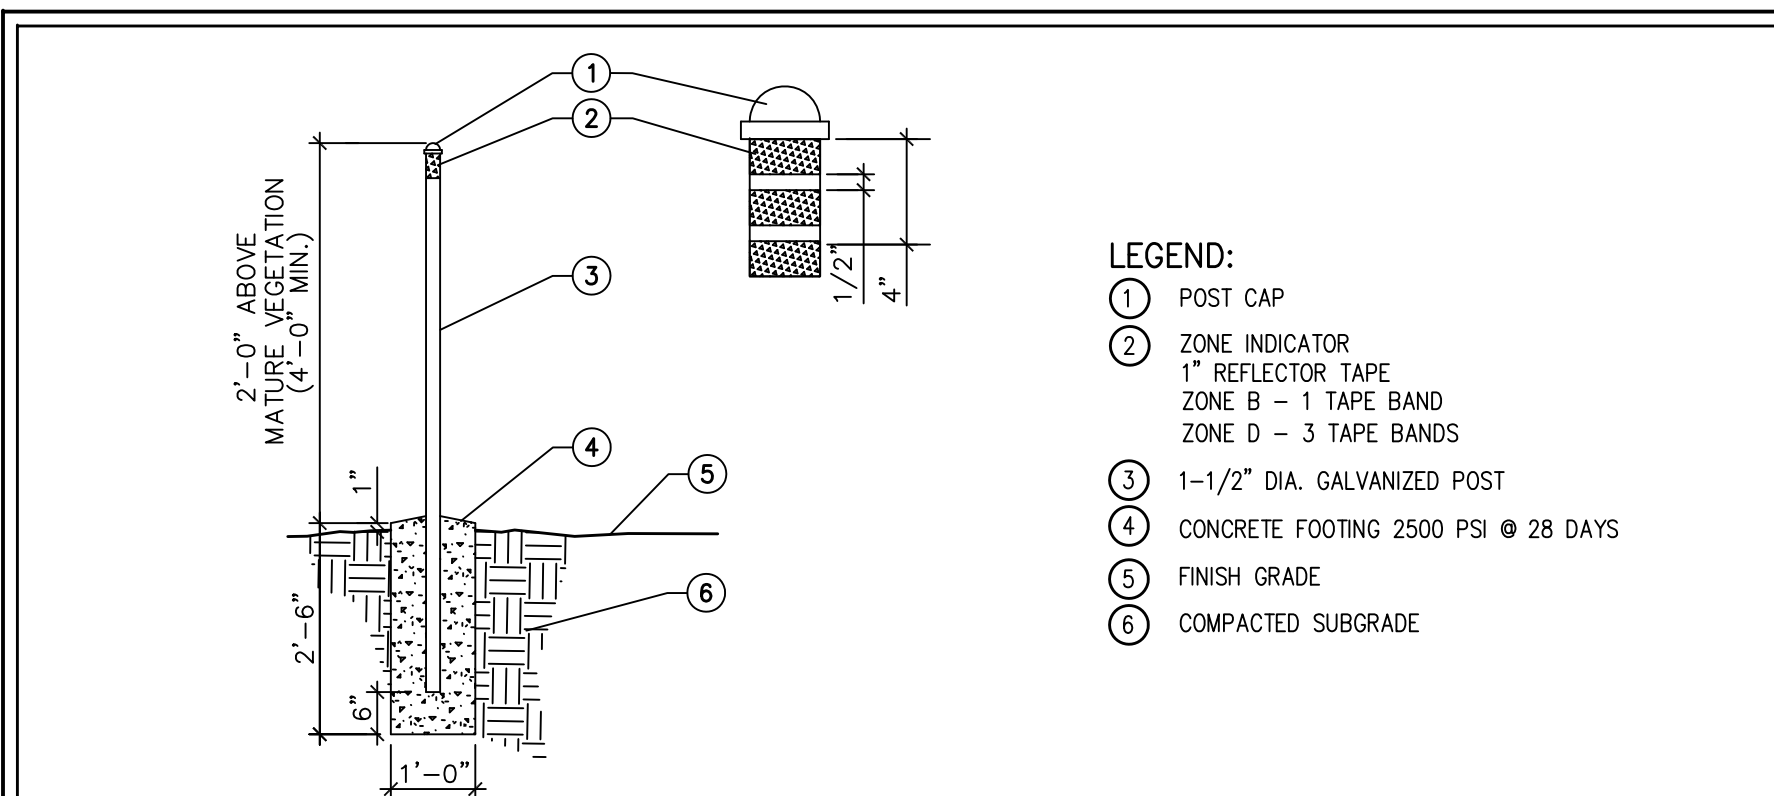 1
2
2'-0" ABOVE
MATURE VEGETATION
(4'-0" MIN.)
3
1/2"
4"
4
5
1"
6
2'-6"
6"
1'-0"
LEGEND:
1 POST CAP
2 ZONE INDICATOR
1" REFLECTOR TAPE
ZONE B - 1 TAPE BAND
ZONE D - 3 TAPE BANDS
3 1-1/2" DIA. GALVANIZED POST
4 CONCRETE FOOTING 2500 PSI @ 28 DAYS
5 FINISH GRADE
6 COMPACTED SUBGRADE